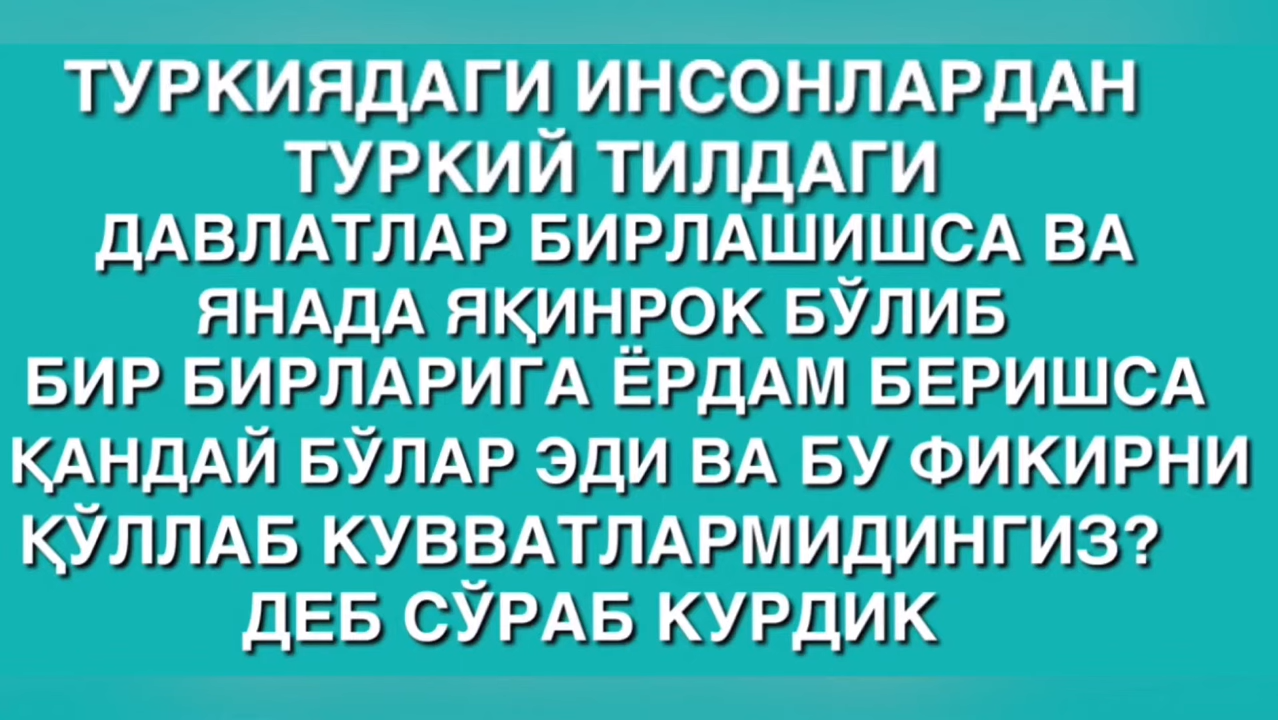 ТУРКИЯДАГИ ИНСОНЛАРДАН
ТУРКИЙ ТИЛДАГИ
ДАВЛАТЛАР БИРЛАШИШСА ВА
ЯНАДА ЯҚИНРОК БЎЛИБ
БИР БИРЛАРИГА ЁРДАМ БЕРИШСА
ҚАНДАЙ БЎЛАР ЭДИ ВА БУ ФИКИРНИ
ҚЎЛЛАБ КУВВАТЛАРМИДИНГИЗ?
ДЕБ СЎРАБ КУРДИК